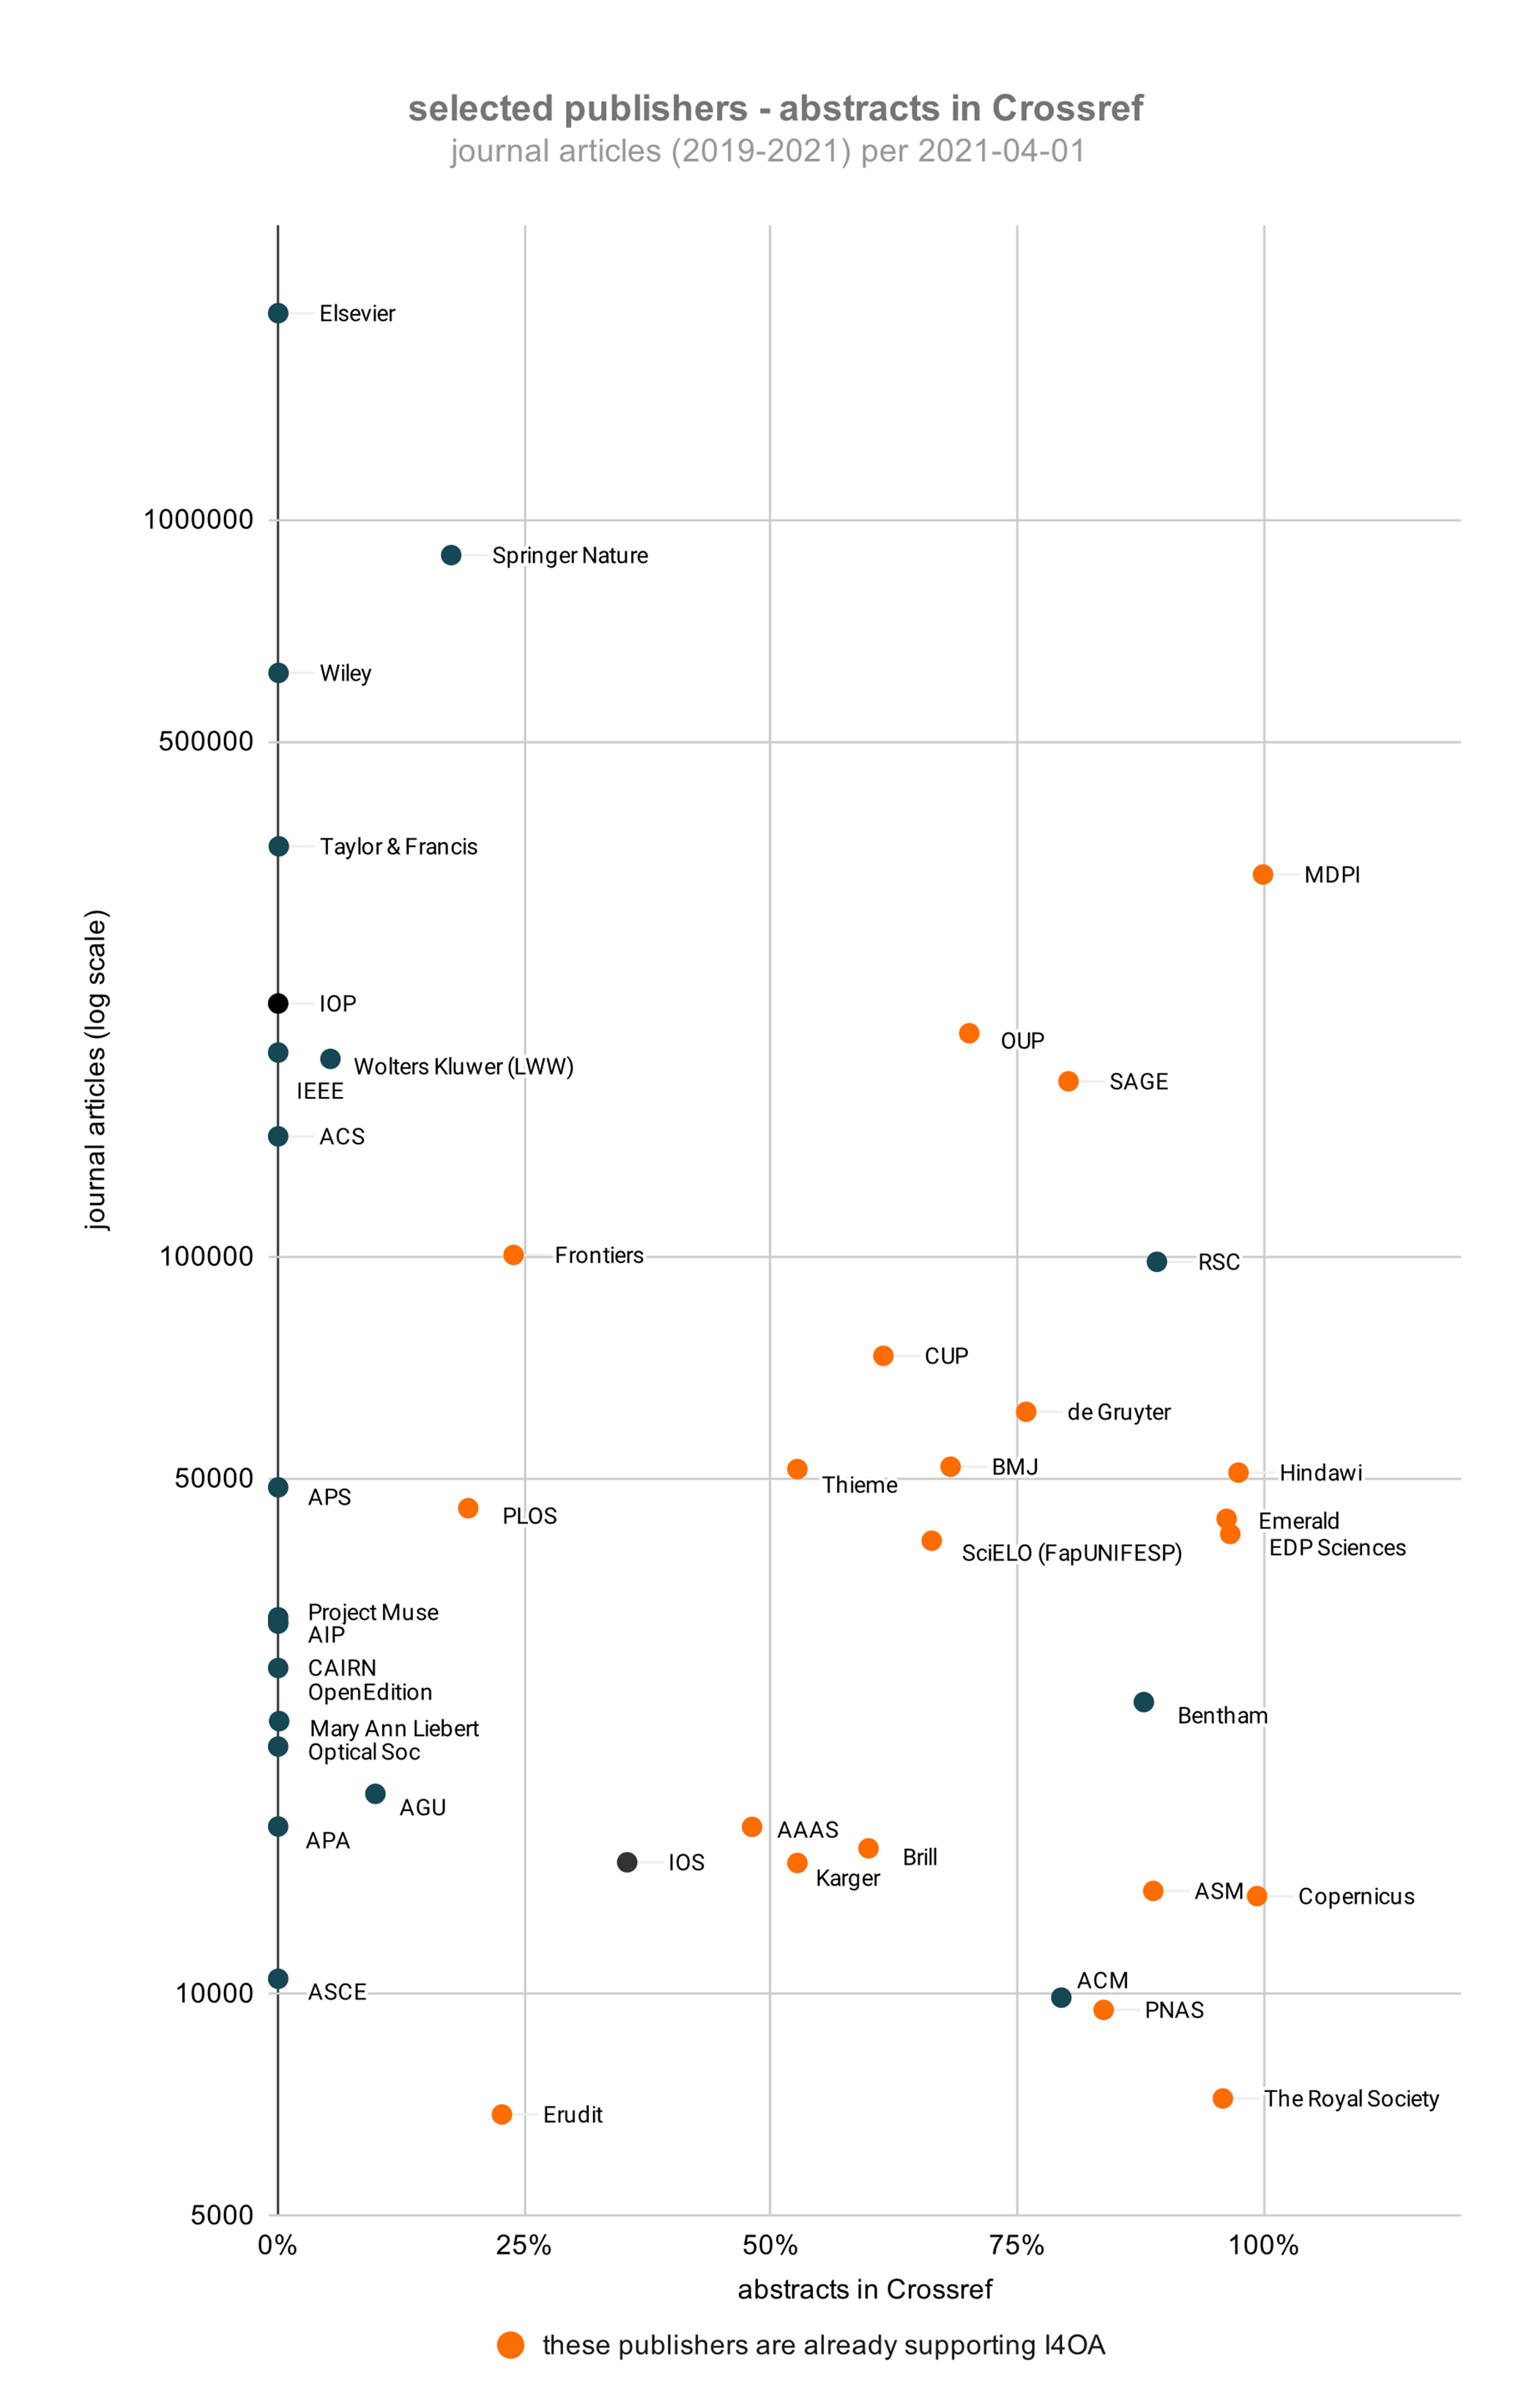 selected publishers - abstracts in Crossref
journal articles (2019-2021) per 2021-04-01
Elsevier
1000000
Springer Nature
Wiley
500000
Taylor & Francis
MDPI
journal articles (log scale)
IOP
OUP
Wolters Kluwer (LWW)
SAGE
IEEE
ACS
100000
Frontiers
RSC
CUP
de Gruyter
BMJ
Hindawi
50000
Thieme
APS
PLOS
Emerald
EDP Sciences
SciELO (FapUNIFESP)
Project Muse
AIP
CAIRN
OpenEdition
Bentham
Mary Ann Liebert
Optical Soc
AGU
AAAS
APA
Brill
IOS
Karger
ASM
Copernicus
ACM
10000
ASCE
PNAS
The Royal Society
Erudit
5000
0%
25%
50%
75%
100%
abstracts in Crossref
these publishers are already supporting I4OA